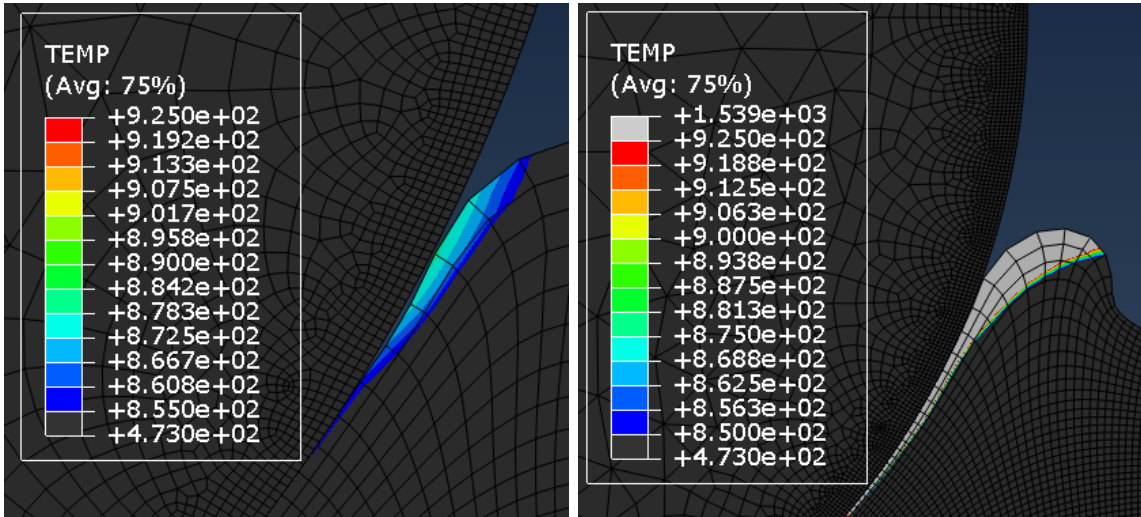 TEMP
(Avg: 75%)
+9.250e+02
+9.192e+02
+9.133e+02
+9.075e+02
+9.017e+02
+8.958e+02
+8.900e+02
+8.842e+02
+8.783e+02
+8.725e+02
+8.667e+02
+8.608e+02
+8.550e+02
+4.730e+02
TEMP
(Avg: 75%)
+1.539e+03
+9.250e+02
+9.188e+02
+9.125e+02
+9.063e+02
+9.000e+02
+8.938e+02
+8.875e+02
+8.813e+02
+8.750e+02
+8.688e+02
+8.625e+02
+8.563e+02
+8.500e+02
+4.730e+02